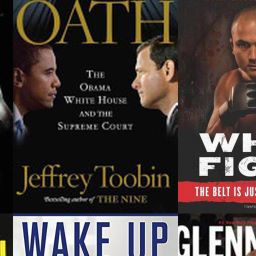 OATH
THE
OBAMA
WHITE HOUSE
AND THE
SUPREME COURT
Jeffrey Toobin
Bestselling author of THE NINE
WH
FIG
THE BELT IS JUS
WAKE UP
GLENN